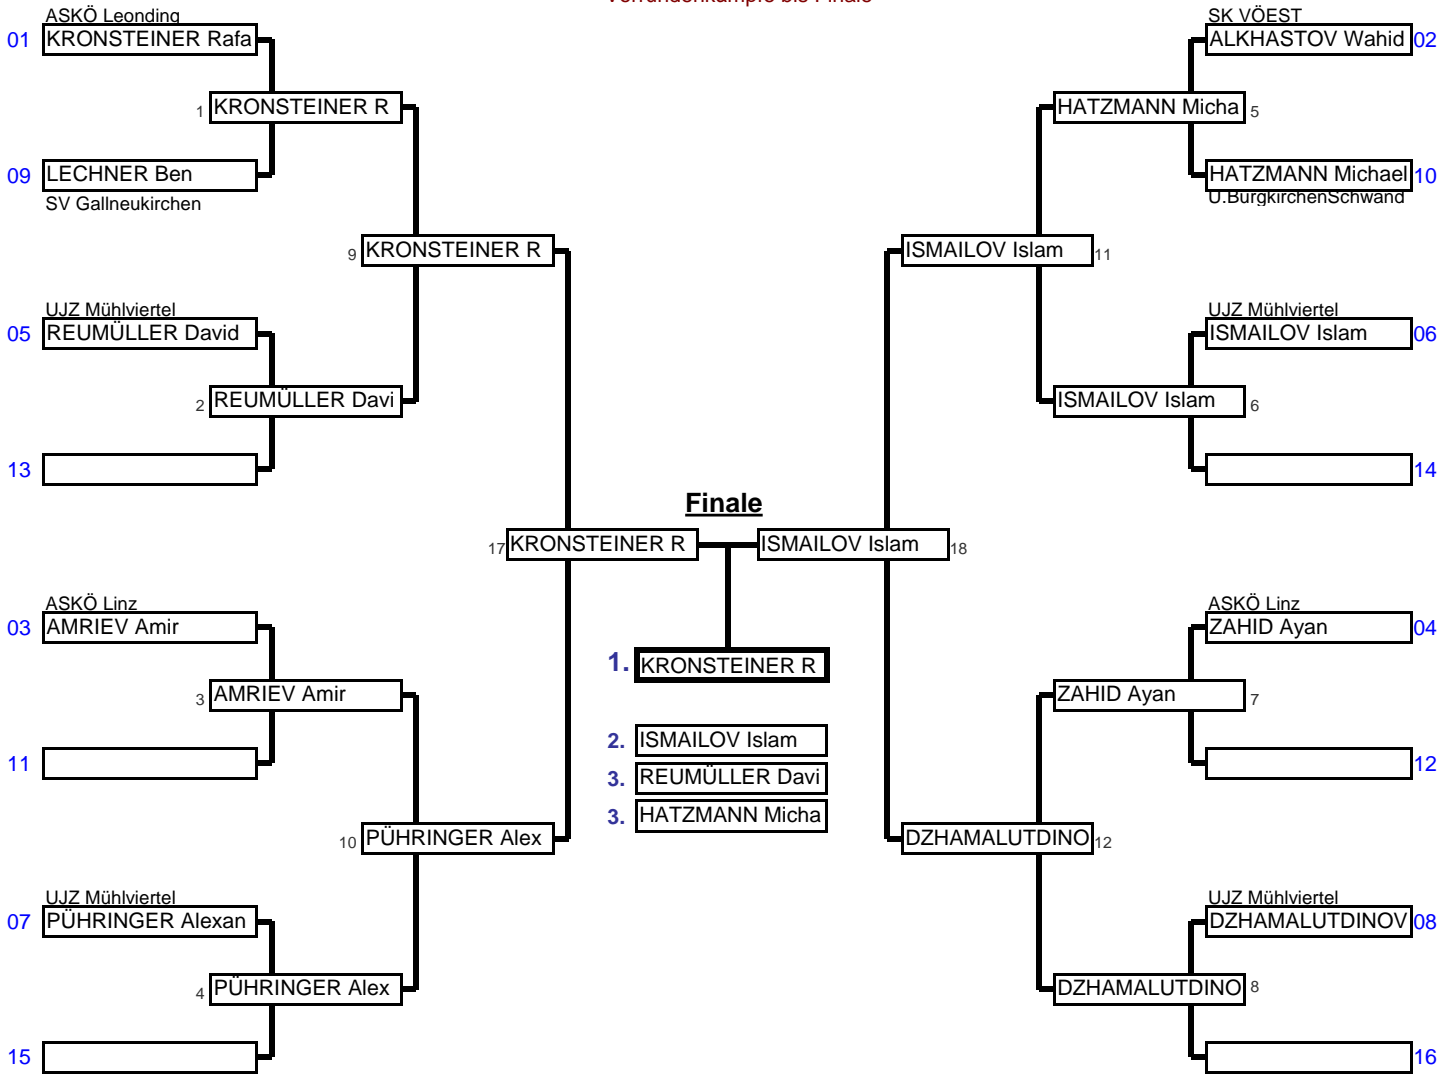 Vorrundenkämpfe bis Finale
ASKÖ Leonding
01 KRONSTEINER Rafa
1 KRONSTEINER R
09 LECHNER Ben
SV Gallneukirchen
9 KRONSTEINER R
UJZ Mühlviertel
05 REUMÜLLER David
2 REUMÜLLER Davi
13
17 KRONSTEINER R
ASKÖ Linz
03 AMRIEV Amir
3 AMRIEV Amir
11
10 PÜHRINGER Alex
UJZ Mühlviertel
07 PÜHRINGER Alexan
4 PÜHRINGER Alex
15
Finale
1. KRONSTEINER R
2. ISMAILOV Islam
3. REUMÜLLER Davi
3. HATZMANN Micha
SK VÖEST
ALKHASTOV Wahid 02
HATZMANN Micha 5
HATZMANN Michael 10
U.BurgkirchenSchwand
ISMAILOV Islam 11
UJZ Mühlviertel
ISMAILOV Islam 06
ISMAILOV Islam 6
14
ISMAILOV Islam 18
ASKÖ Linz
ZAHID Ayan 04
ZAHID Ayan 7
12
DZHAMALUTDINO 12
UJZ Mühlviertel
DZHAMALUTDINOV 08
DZHAMALUTDINO 8
16